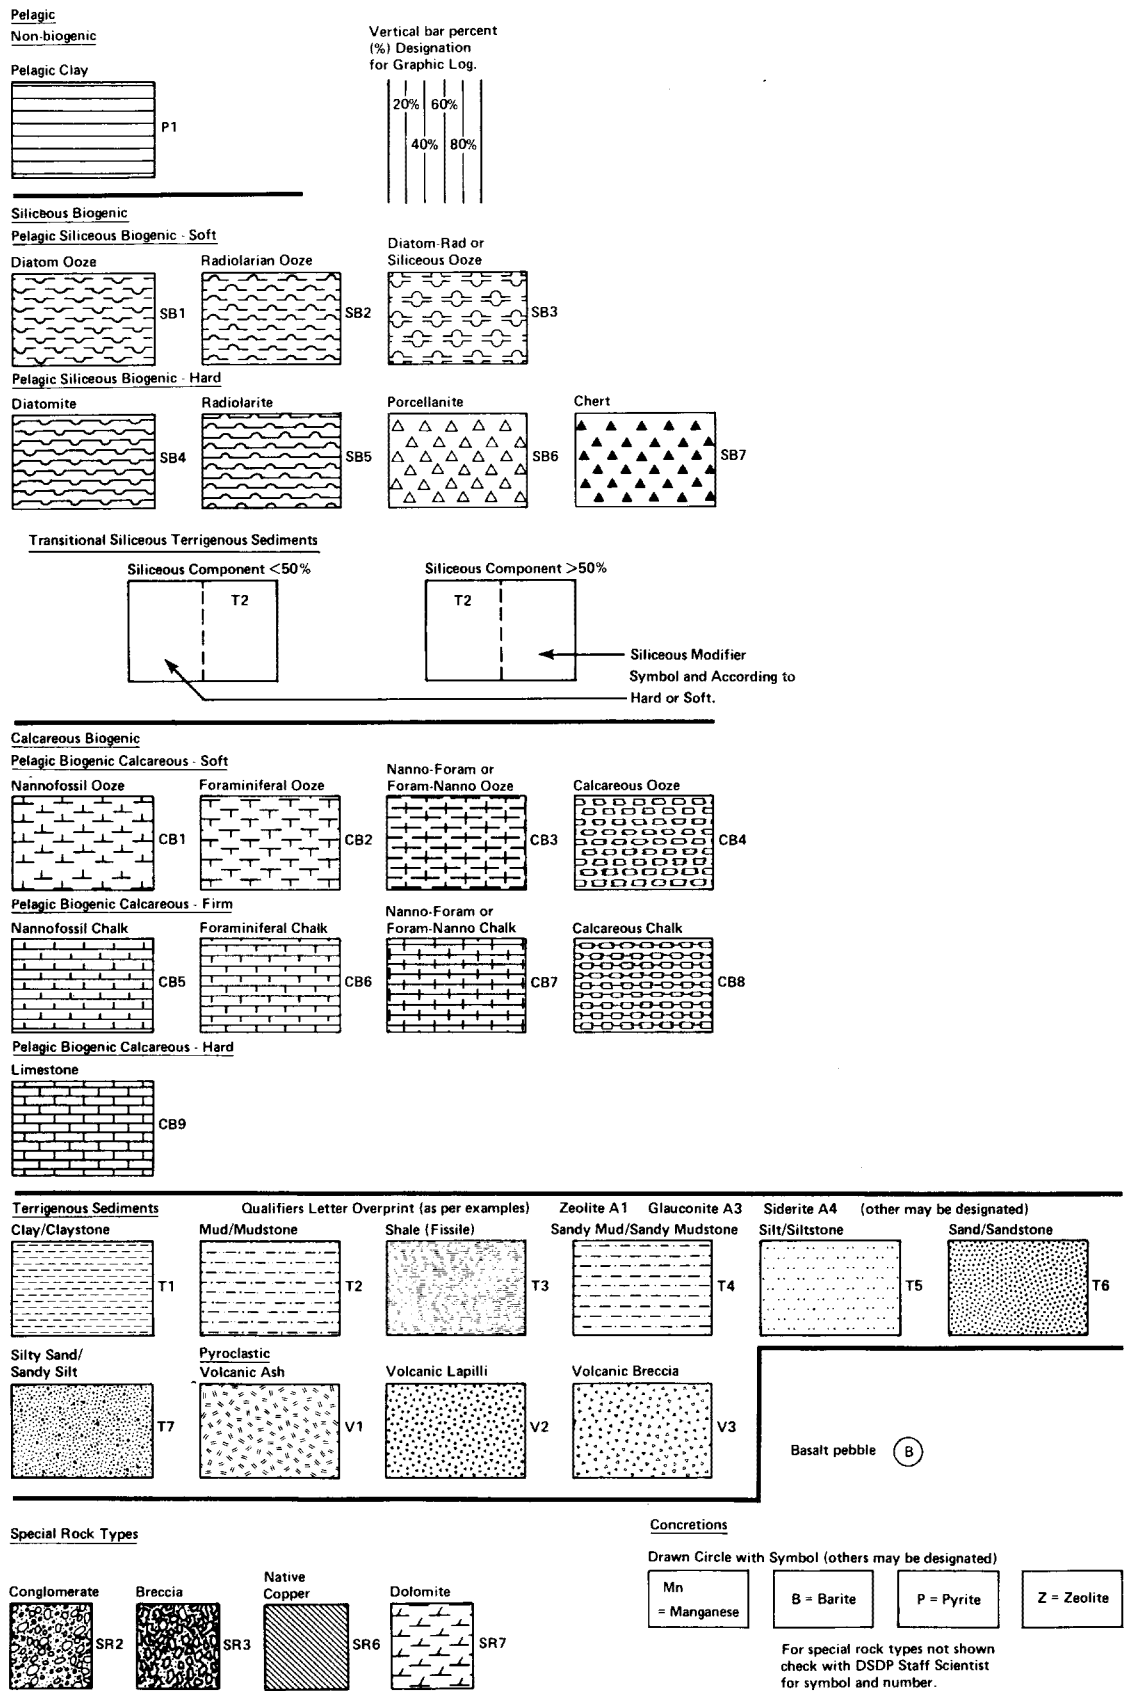 Pelagic
Non-biogenic
Pelagic Clay
P1
Vertical bar percent
(%) Designation
for Graphic Log.
20% 60%
40% 80%
Siliceous Biogenic
Pelagic Siliceous Biogenic - Soft
Diatom Ooze
SB1
Radiolarian Ooze
SB2
Diatom-Rad or
Siliceous Ooze
SB3
Pelagic Siliceous Biogenic - Hard
Diatomite
SB4
Radiolarite
SB5
Porcellanite
SB6
Chert
SB7
Transitional Siliceous Terrigenous Sediments
Siliceous Component <50%
T2
Siliceous Component >50%
T2
Siliceous Modifier
Symbol and According to
Hard or Soft.
Calcareous Biogenic
Pelagic Biogenic Calcareous - Soft
Nannofossil Ooze
CB1
Foraminiferal Ooze
CB2
Nanno-Foram or
Foram-Nanno Ooze
CB3
Calcareous Ooze
CB4
Pelagic Biogenic Calcareous - Firm
Nannofossil Chalk
CB5
Foraminiferal Chalk
CB6
Nanno-Foram or
Foram-Nanno Chalk
CB7
Calcareous Chalk
CB8
Pelagic Biogenic Calcareous - Hard
Limestone
CB9
Terrigenous Sediments
Qualifiers Letter Overprint (as per examples) Zeolite A1 Glauconite A3 Siderite A4 (other may be designated)
Clay/Claystone
T1
Mud/Mudstone
T2
Shale (Fissile)
T3
Sandy Mud/Sandy Mudstone
T4
Silt/Siltstone
T5
Sand/Sandstone
T6
Silty Sand/
Sandy Silt
T7
Pyroclastic
Volcanic Ash
V1
Volcanic Lapilli
V2
Volcanic Breccia
V3
Basalt pebble B
Special Rock Types
Conglomerate
SR2
Breccia
SR3
Native
Copper
SR6
Dolomite
SR7
Concretions
Drawn Circle with Symbol (others may be designated)
Mn
= Manganese
B = Barite
P = Pyrite
Z = Zeolite
For special rock types not shown
check with DSDP Staff Scientist
for symbol and number.